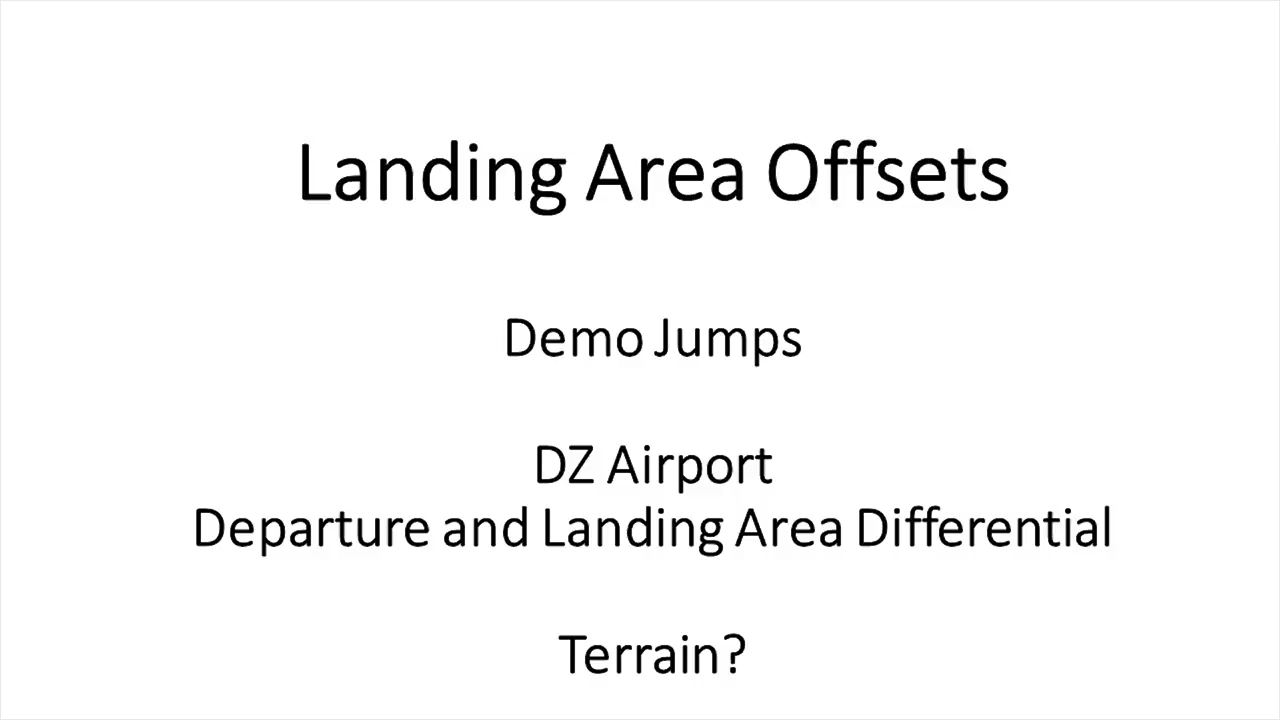 Landing Area Offsets
Demo Jumps
DZ Airport
Departure and Landing Area Differential
Terrain?